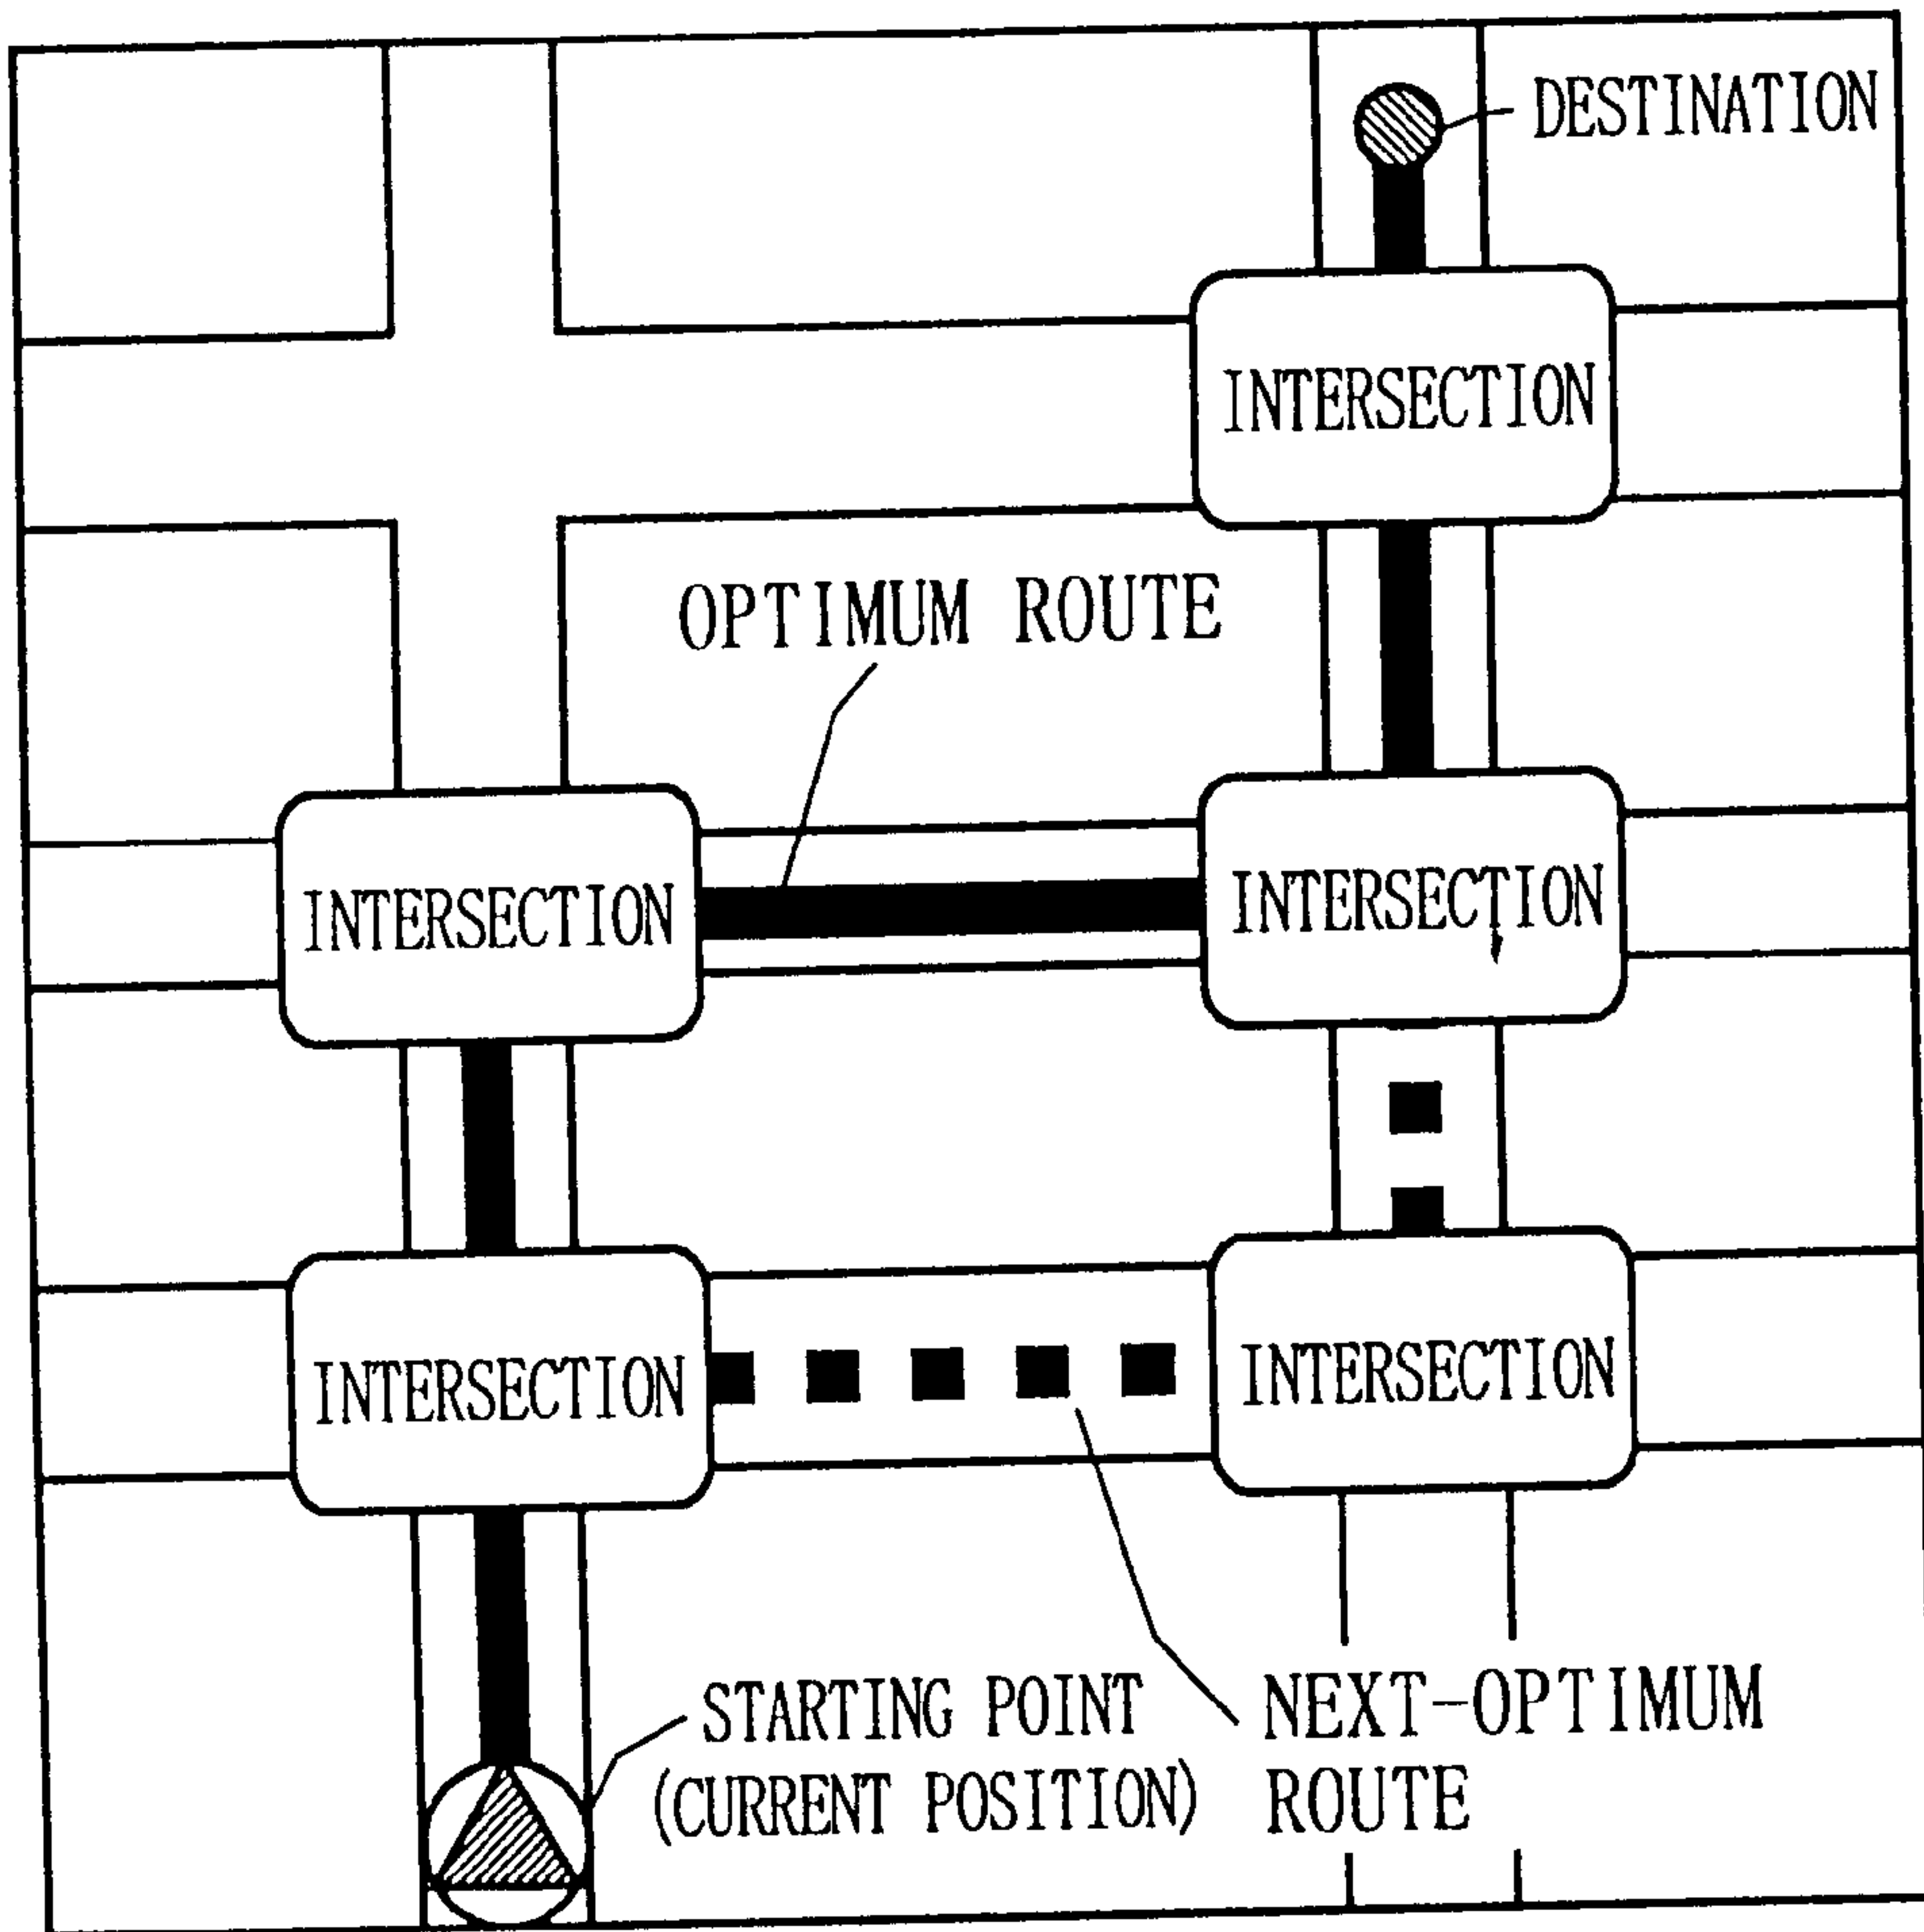 DESTINATION
INTERSECTION
OPTIMUM ROUTE
INTERSECTION
INTERSECTION
INTERSECTION
INTERSECTION
STARTING POINT
(CURRENT POSITION)
NEXT-OPTIMUM
ROUTE